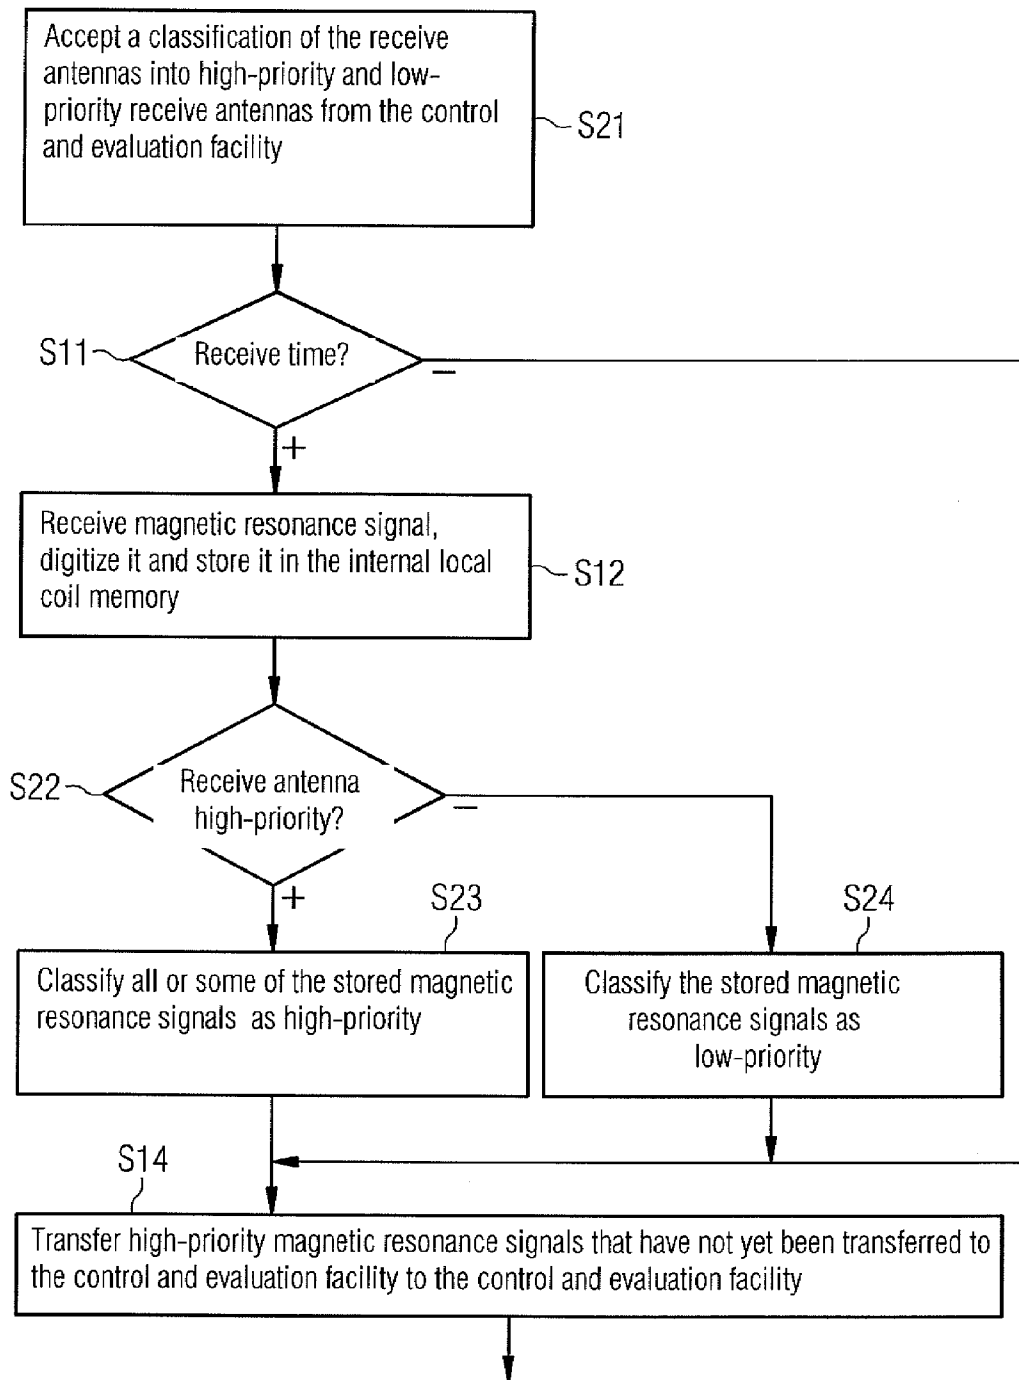 Accept a classification of the receive
antennas into high-priority and low-
priority receive antennas from the control
and evaluation facility
S21
S11
Receive time?
−
+
Receive magnetic resonance signal,
digitize it and store it in the internal local
coil memory
S12
S22
Receive antenna
high-priority?
−
+
S23
S24
Classify all or some of the stored magnetic
resonance signals as high-priority
Classify the stored magnetic
resonance signals as
low-priority
S14
Transfer high-priority magnetic resonance signals that have not yet been transferred to
the control and evaluation facility to the control and evaluation facility